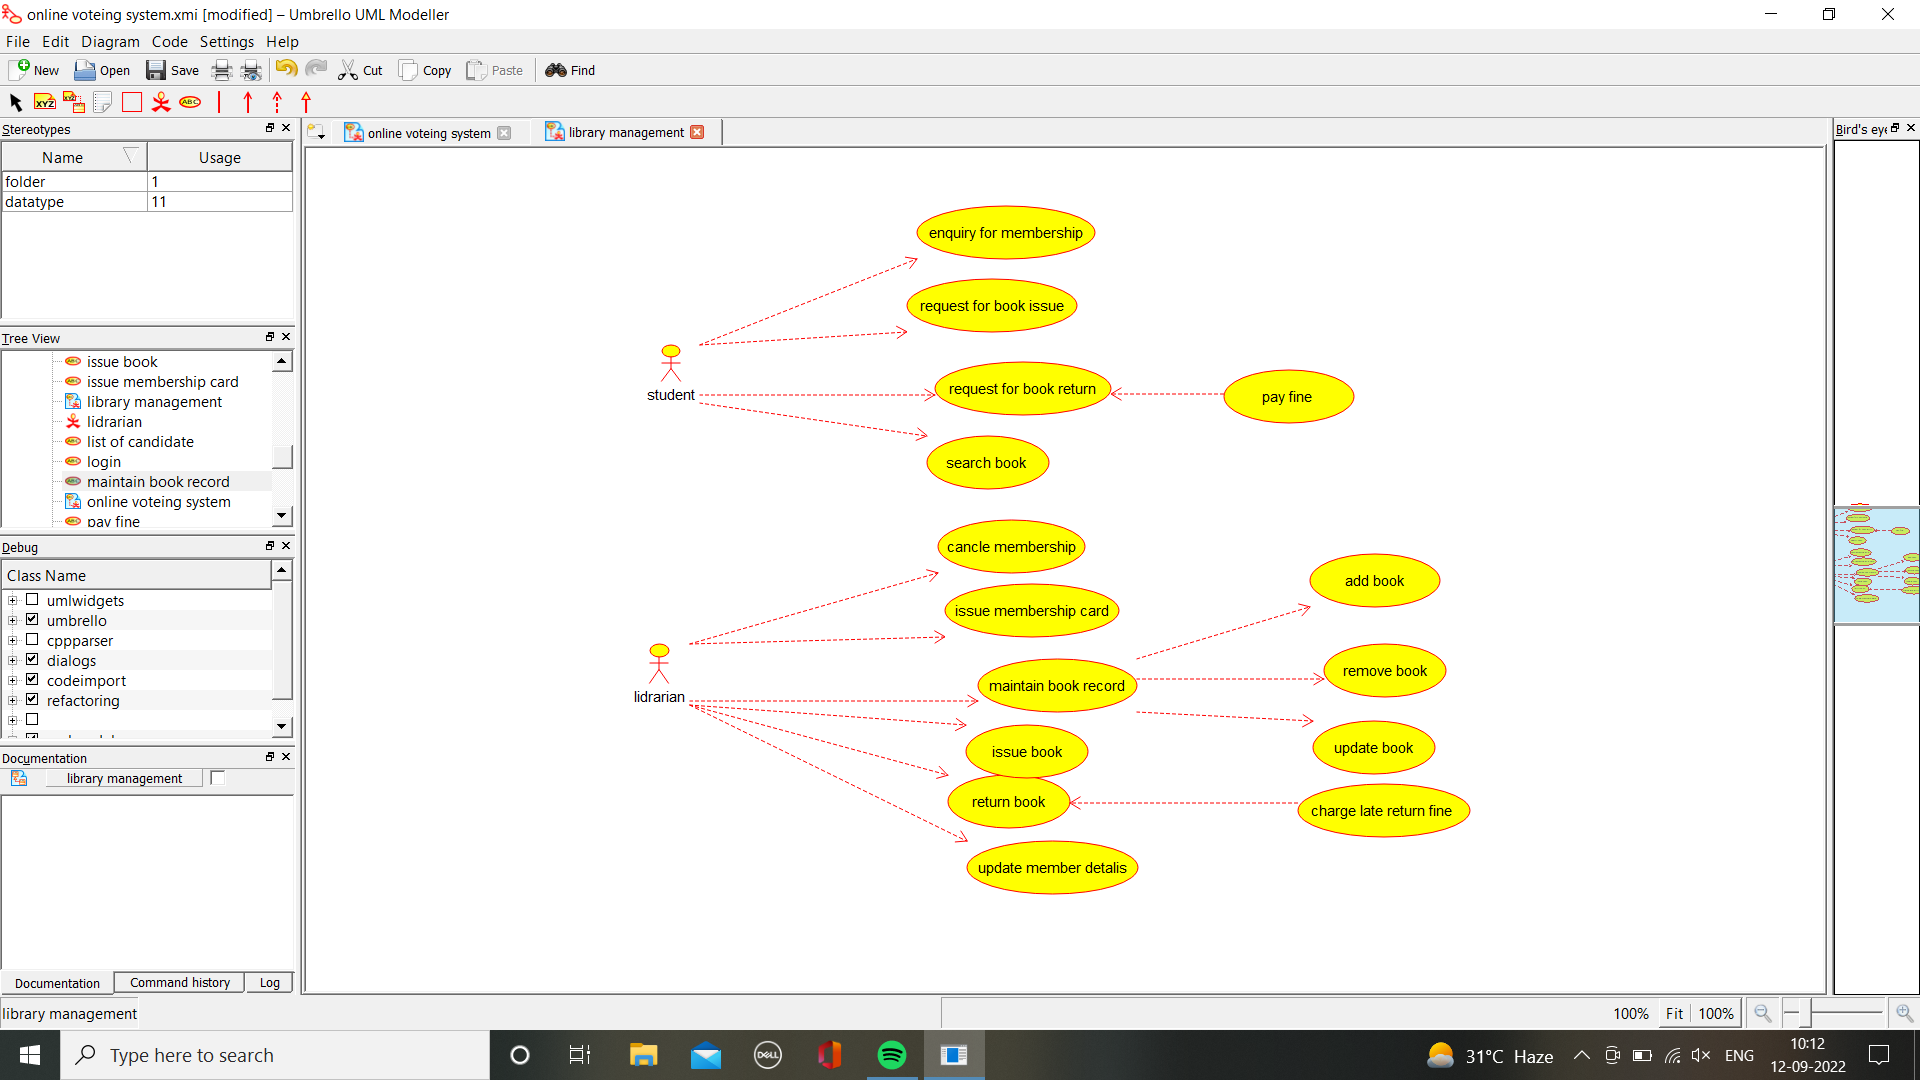 online voteing system.xmi [modified] – Umbrello UML Modeller
File Edit Diagram Code Settings Help
New Open Save Cut Copy Paste Find
XYZ XYZ ABC
Stereotypes
Name Usage
folder 1
datatype 11
Tree View
issue book
issue membership card
library management
lidrarian
list of candidate
login
maintain book record
online voteing system
pay fine
Debug
Class Name
umlwidgets
umbrello
cppparser
dialogs
codeimport
refactoring
Documentation
library management
Documentation Command history Log
library management
online voteing system library management
enquiry for membership
request for book issue
student
request for book return
pay fine
search book
cancle membership
add book
issue membership card
lidrarian
maintain book record
remove book
issue book
update book
return book
charge late return fine
update member detalis
Bird's eye
100% Fit 100%
Type here to search
DELL
31°C Haze
ENG
10:12
12-09-2022